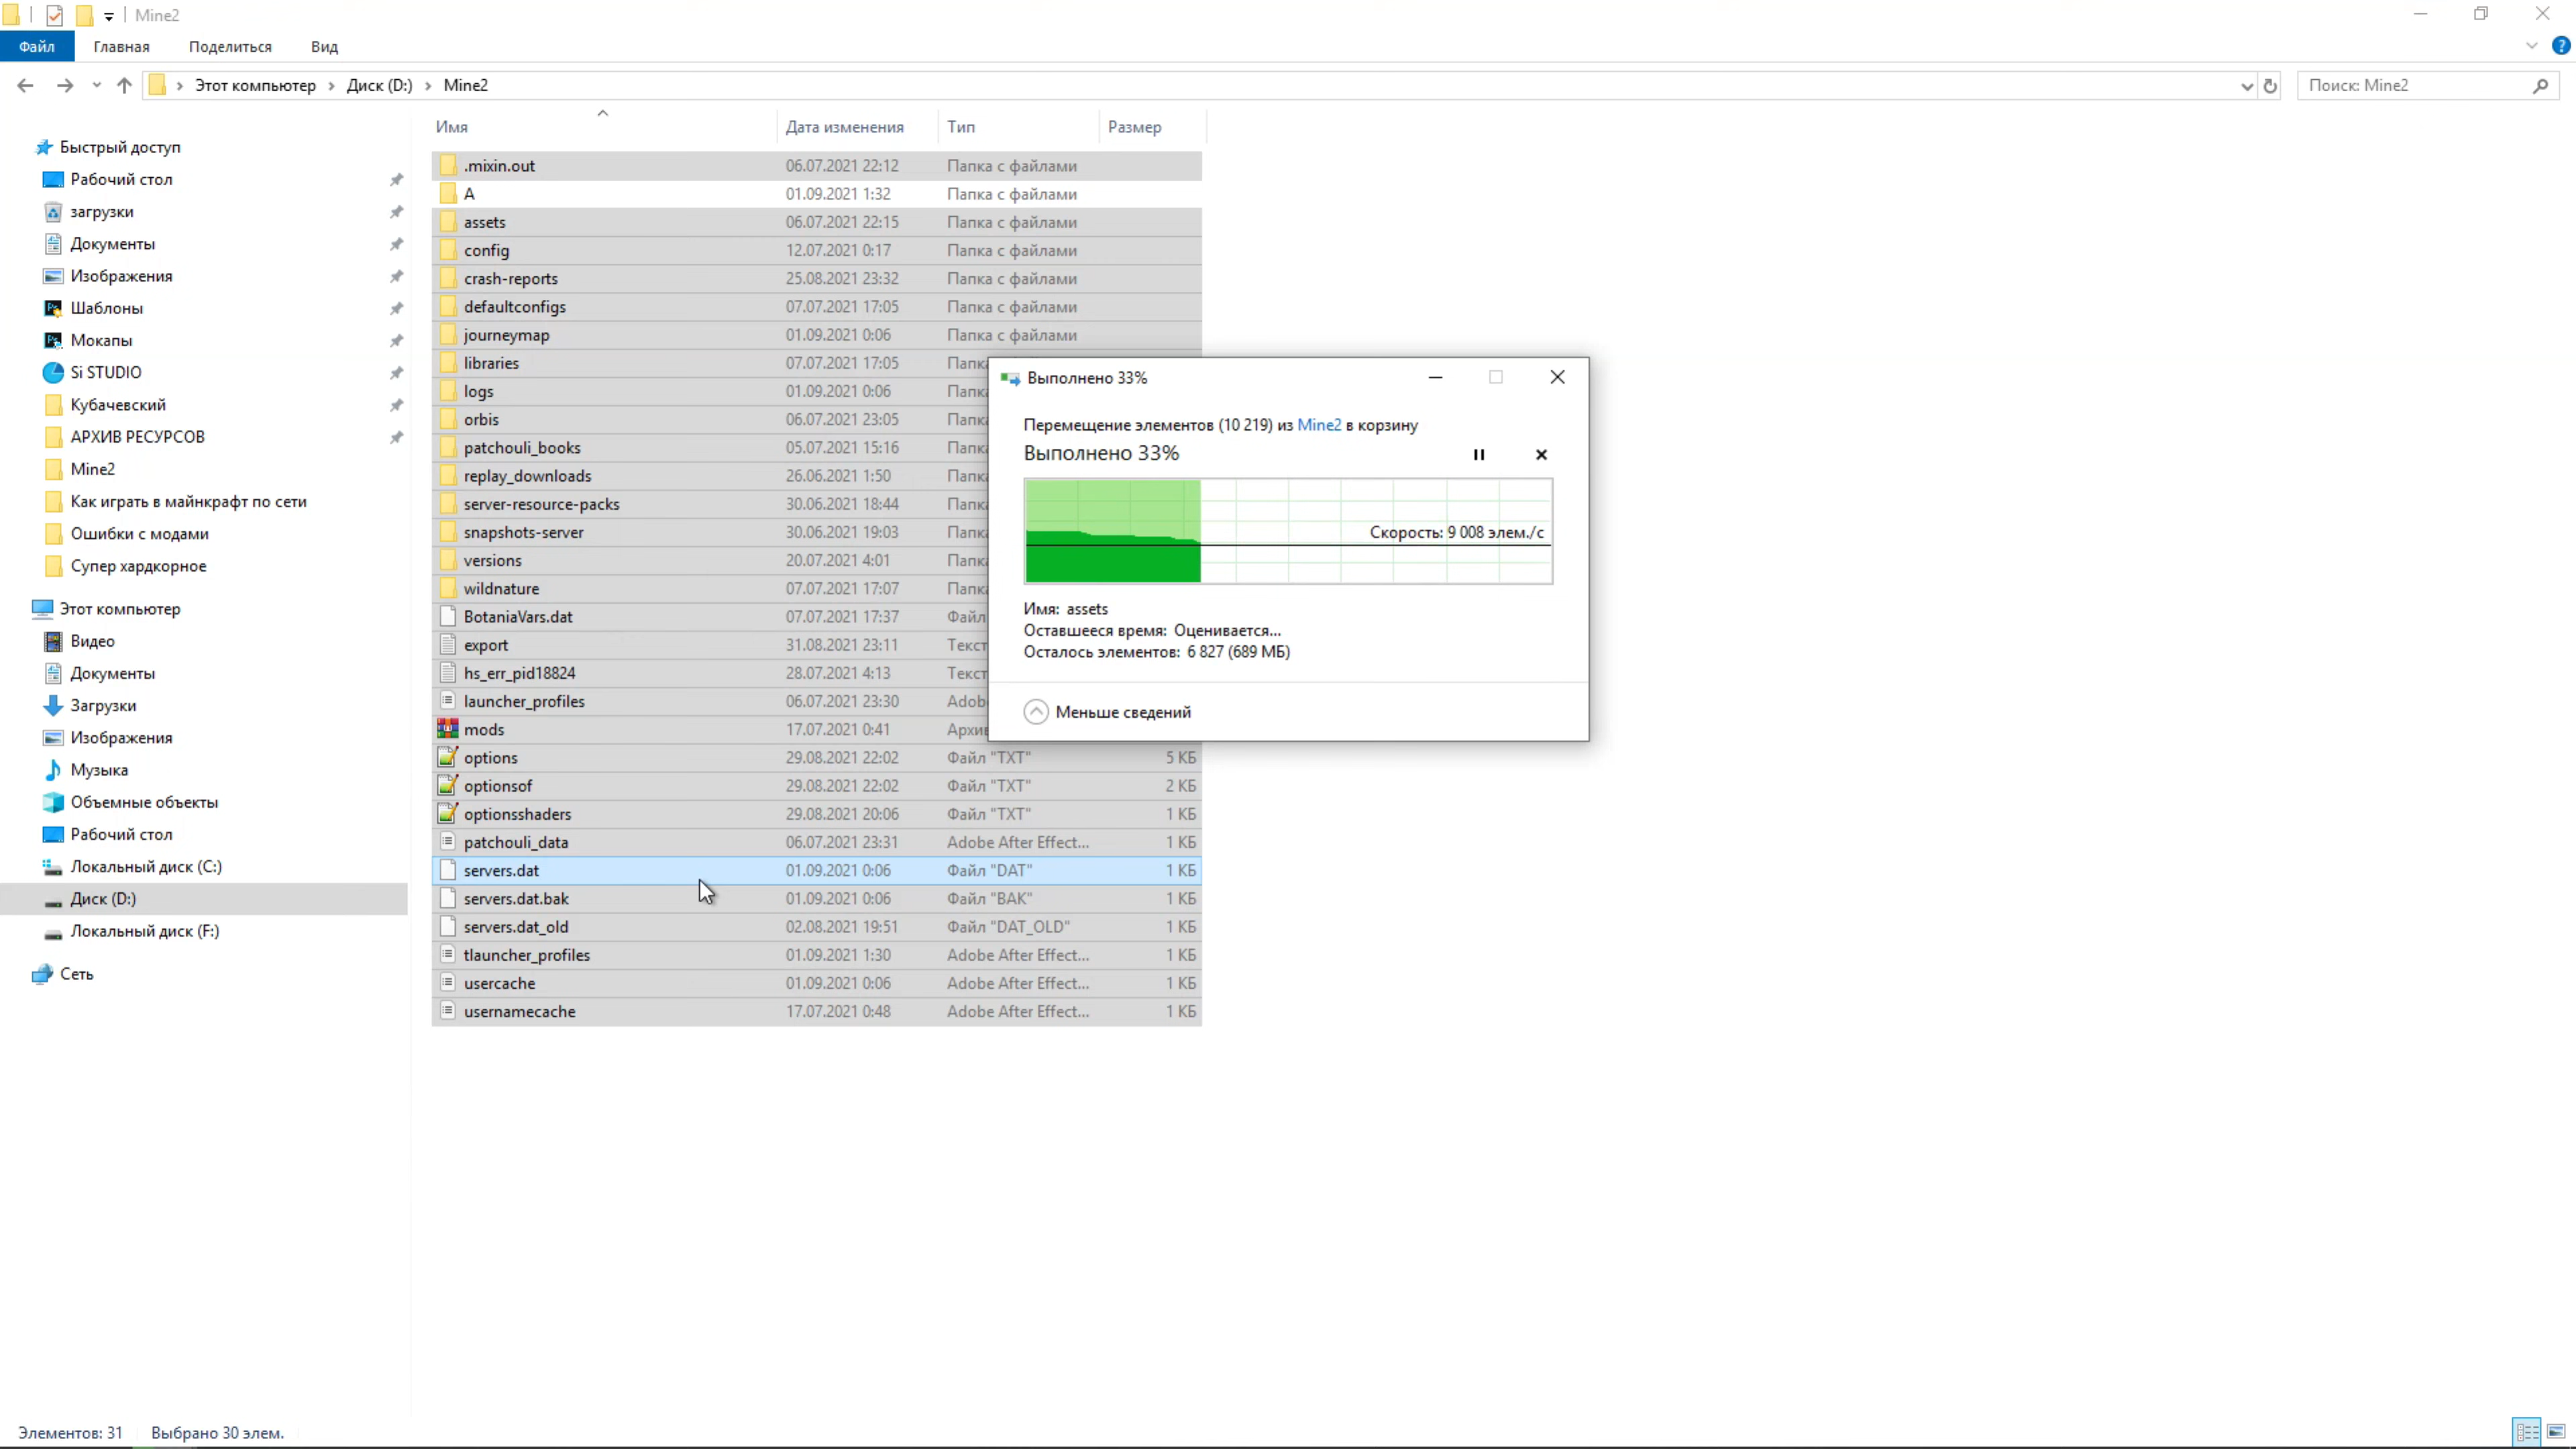 Mine2
Файл Главная Поделиться Вид
Этот компьютер Диск (D:) Mine2
Поиск: Mine2
Имя Дата изменения Тип Размер
Быстрый доступ
Рабочий стол
загрузки
Документы
Изображения
Шаблоны
Мокапы
Si STUDIO
Кубачевский
АРХИВ РЕСУРСОВ
Mine2
Как играть в майнкрафт по сети
Ошибки с модами
Супер хардкорное
Этот компьютер
Видео
Документы
Загрузки
Изображения
Музыка
Объемные объекты
Рабочий стол
Локальный диск (C:)
Диск (D:)
Локальный диск (F:)
Сеть
.mixin.out 06.07.2021 22:12 Папка с файлами
A 01.09.2021 1:32 Папка с файлами
assets 06.07.2021 22:15 Папка с файлами
config 12.07.2021 0:17 Папка с файлами
crash-reports 25.08.2021 23:32 Папка с файлами
defaultconfigs 07.07.2021 17:05 Папка с файлами
journeymap 01.09.2021 0:06 Папка с файлами
libraries 07.07.2021 17:05 Папка
logs 01.09.2021 0:06 Папка
orbis 06.07.2021 23:05 Папка
patchouli_books 05.07.2021 15:16 Папка
replay_downloads 26.06.2021 1:50 Папка
server-resource-packs 30.06.2021 18:44 Папка
snapshots-server 30.06.2021 19:03 Папка
versions 20.07.2021 4:01 Папка
wildnature 07.07.2021 17:07 Папка
BotaniaVars.dat 07.07.2021 17:37 Файл
export 31.08.2021 23:11 Текст
hs_err_pid18824 28.07.2021 4:13 Текст
launcher_profiles 06.07.2021 23:30 Adob
mods 17.07.2021 0:41 Архив
options 29.08.2021 22:02 Файл "TXT" 5 КБ
optionsof 29.08.2021 22:02 Файл "TXT" 2 КБ
optionsshaders 29.08.2021 20:06 Файл "TXT" 1 КБ
patchouli_data 06.07.2021 23:31 Adobe After Effect... 1 КБ
servers.dat 01.09.2021 0:06 Файл "DAT" 1 КБ
servers.dat.bak 01.09.2021 0:06 Файл "BAK" 1 КБ
servers.dat_old 02.08.2021 19:51 Файл "DAT_OLD" 1 КБ
tlauncher_profiles 01.09.2021 1:30 Adobe After Effect... 1 КБ
usercache 01.09.2021 0:06 Adobe After Effect... 1 КБ
usernamecache 17.07.2021 0:48 Adobe After Effect... 1 КБ
Выполнено 33%
Перемещение элементов (10 219) из Mine2 в корзину
Выполнено 33%
Скорость: 9 008 элем./с
Имя: assets
Оставшееся время: Оценивается...
Осталось элементов: 6 827 (689 МБ)
Меньше сведений
Элементов: 31 Выбрано 30 элем.